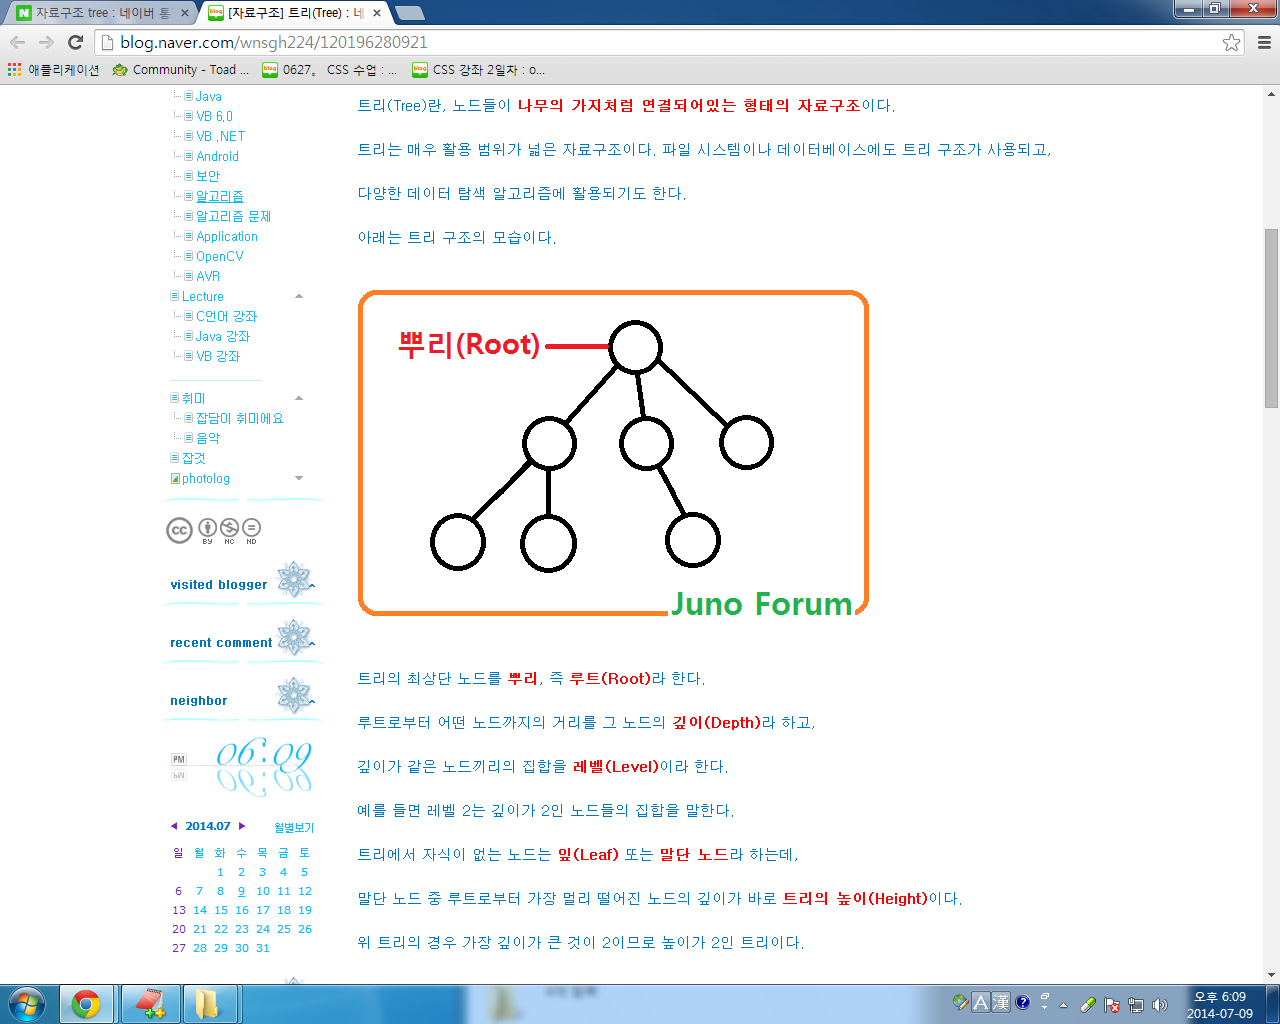 자료구조 tree : 네이버 통
[자료구조] 트리(Tree) : 네
blog.naver.com/wnsgh224/120196280921
애플리케이션
Community - Toad ...
0627。 CSS 수업 : ...
CSS 강좌 2일차 : o...
Java
VB 6.0
VB .NET
Android
보안
알고리즘
알고리즘 문제
Application
OpenCV
AVR
Lecture
C언어 강좌
Java 강좌
VB 강좌
취미
잡담이 취미에요
음악
잡것
photolog
cc
BY NC ND
visited blogger
recent comment
neighbor
PM 06:09
2014.07 월별보기
일 월 화 수 목 금 토
1 2 3 4 5
6 7 8 9 10 11 12
13 14 15 16 17 18 19
20 21 22 23 24 25 26
27 28 29 30 31
트리(Tree)란, 노드들이 나무의 가지처럼 연결되어있는 형태의 자료구조이다.
트리는 매우 활용 범위가 넓은 자료구조이다. 파일 시스템이나 데이터베이스에도 트리 구조가 사용되고,
다양한 데이터 탐색 알고리즘에 활용되기도 한다.
아래는 트리 구조의 모습이다.
뿌리(Root)
Juno Forum
트리의 최상단 노드를 뿌리, 즉 루트(Root)라 한다.
루트로부터 어떤 노드까지의 거리를 그 노드의 깊이(Depth)라 하고,
깊이가 같은 노드끼리의 집합을 레벨(Level)이라 한다.
예를 들면 레벨 2는 깊이가 2인 노드들의 집합을 말한다.
트리에서 자식이 없는 노드는 잎(Leaf) 또는 말단 노드라 하는데,
말단 노드 중 루트로부터 가장 멀리 떨어진 노드의 깊이가 바로 트리의 높이(Height)이다.
위 트리의 경우 가장 깊이가 큰 것이 2이므로 높이가 2인 트리이다.
A 漢
오후 6:09
2014-07-09